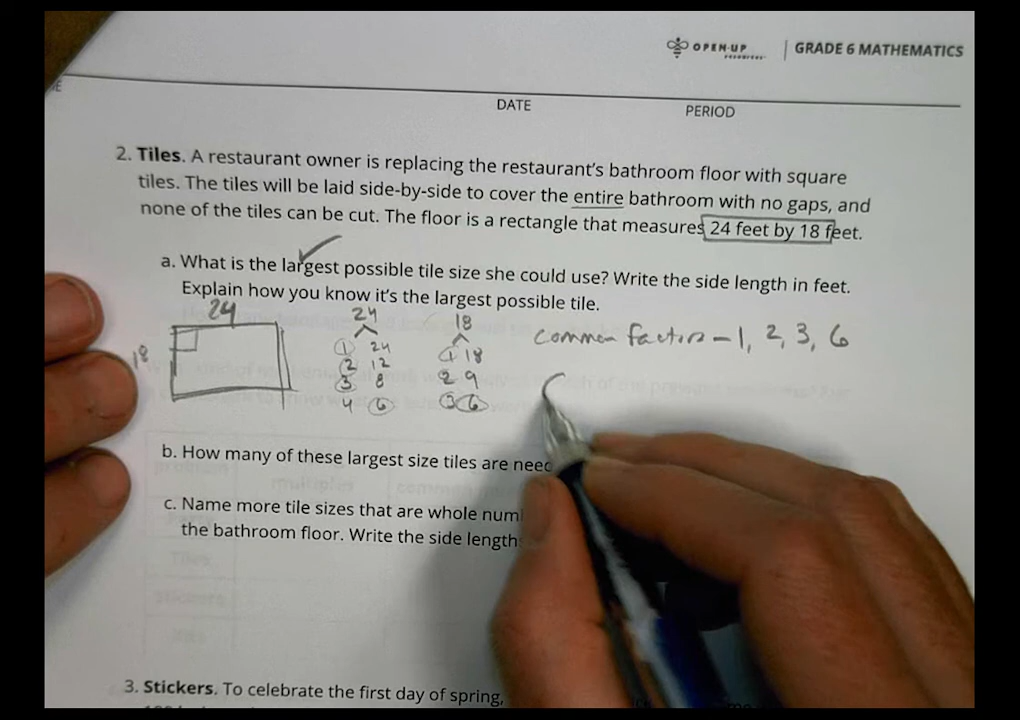 OPEN-UP
RESOURCES
GRADE 6 MATHEMATICS
DATE
PERIOD
2. Tiles. A restaurant owner is replacing the restaurant's bathroom floor with square
tiles. The tiles will be laid side-by-side to cover the entire bathroom with no gaps, and
none of the tiles can be cut. The floor is a rectangle that measures 24 feet by 18 feet.
a. What is the largest possible tile size she could use? Write the side length in feet.
Explain how you know it's the largest possible tile.
24
18
24
1 24
2 12
3 8
4 6
18
1 18
2 9
3 6
common factors - 1, 2, 3, 6
b. How many of these largest size tiles are
c. Name more tile sizes that are whole
the bathroom floor. Write the side length
3. Stickers. To celebrate the first day of spring,